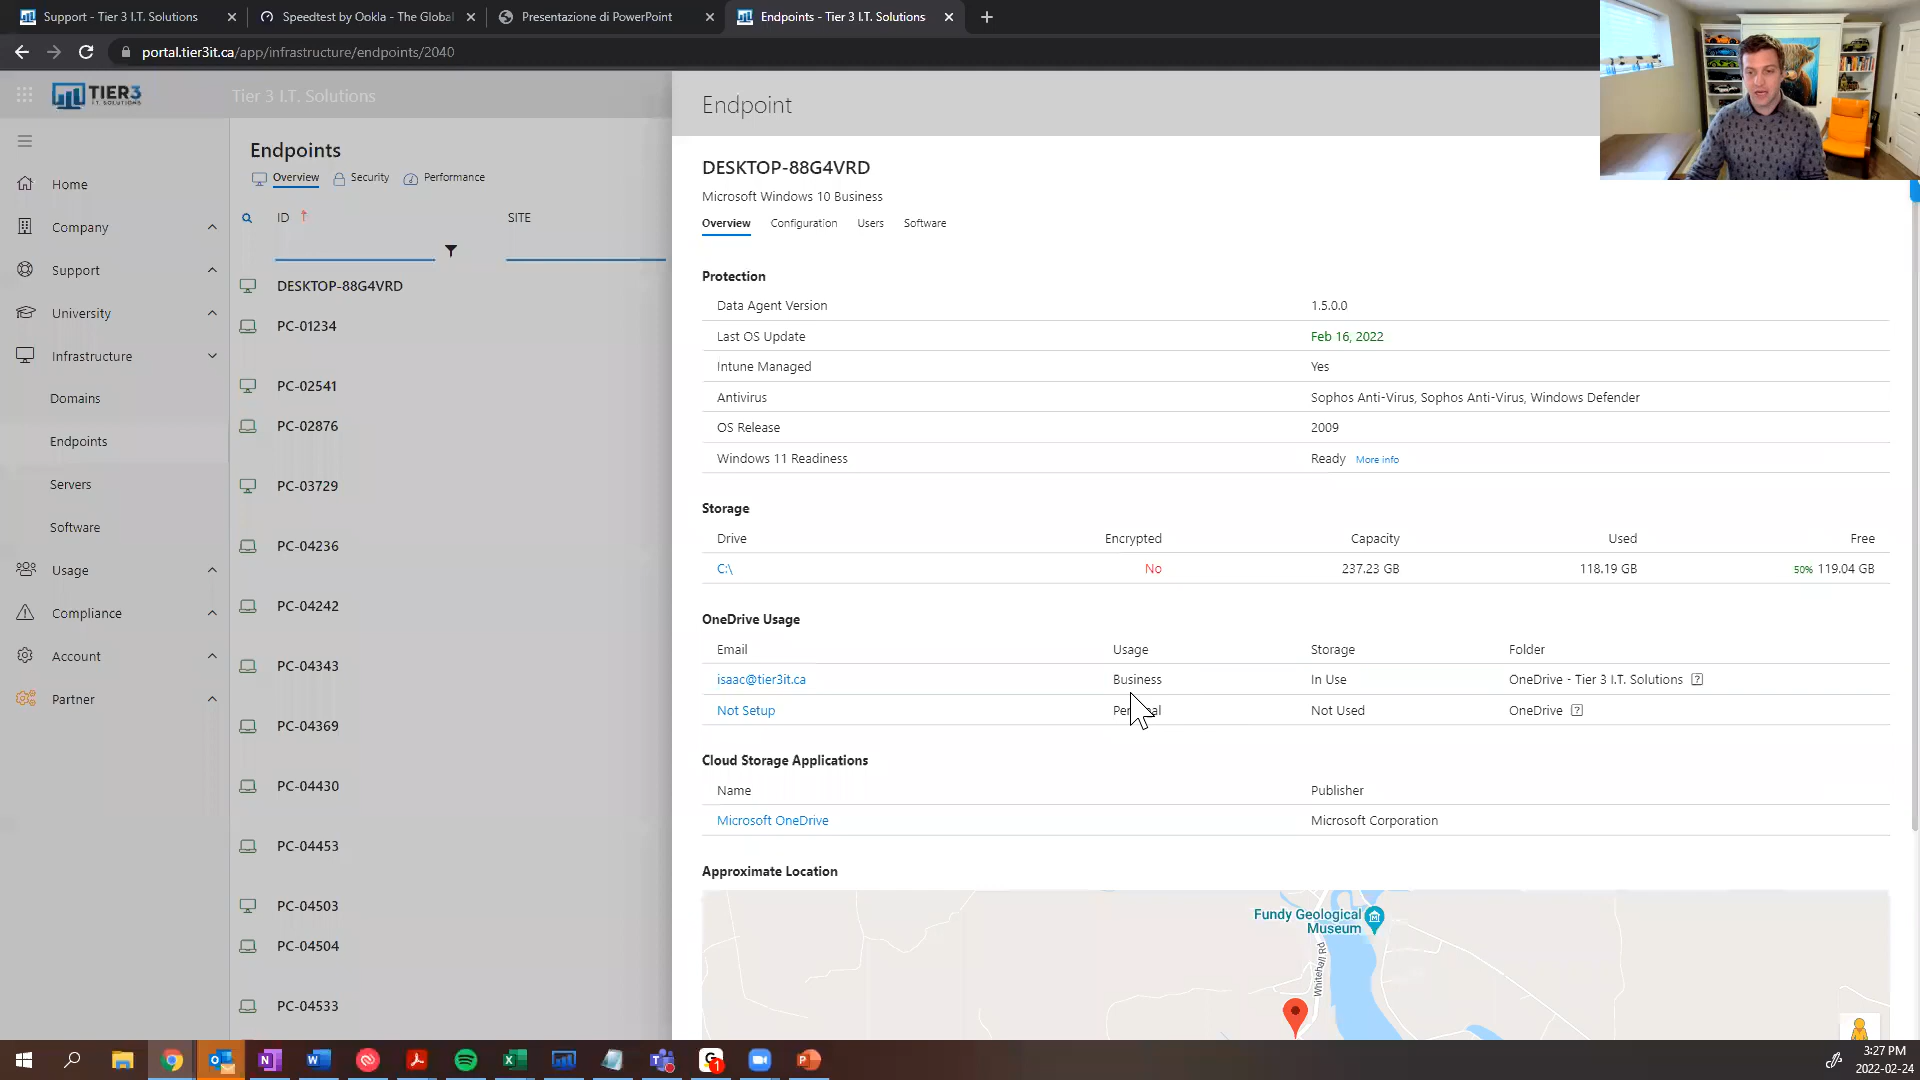 Support - Tier 3 I.T. Solutions
Speedtest by Ookla - The Global
Presentazione di PowerPoint
Endpoints - Tier 3 I.T. Solutions
portal.tier3it.ca/app/infrastructure/endpoints/2040
TIER3
I.T. SOLUTIONS
Tier 3 I.T. Solutions
Home
Company
Support
University
Infrastructure
Domains
Endpoints
Servers
Software
Usage
Compliance
Account
Partner
Endpoints
Overview Security Performance
ID SITE
DESKTOP-88G4VRD
PC-01234
PC-02541
PC-02876
PC-03729
PC-04236
PC-04242
PC-04343
PC-04369
PC-04430
PC-04453
PC-04503
PC-04504
PC-04533
Endpoint
DESKTOP-88G4VRD
Microsoft Windows 10 Business
Overview Configuration Users Software
Protection
Data Agent Version 1.5.0.0
Last OS Update Feb 16, 2022
Intune Managed Yes
Antivirus Sophos Anti-Virus, Sophos Anti-Virus, Windows Defender
OS Release 2009
Windows 11 Readiness Ready More info
Storage
Drive Encrypted Capacity Used Free
C:\ No 237.23 GB 118.19 GB 50% 119.04 GB
OneDrive Usage
Email Usage Storage Folder
isaac@tier3it.ca Business In Use OneDrive - Tier 3 I.T. Solutions ?
Not Setup Not Used OneDrive ?
Cloud Storage Applications
Name Publisher
Microsoft OneDrive Microsoft Corporation
Approximate Location
Fundy Geological
Museum
Whitehall Rd
3:27 PM
2022-02-24